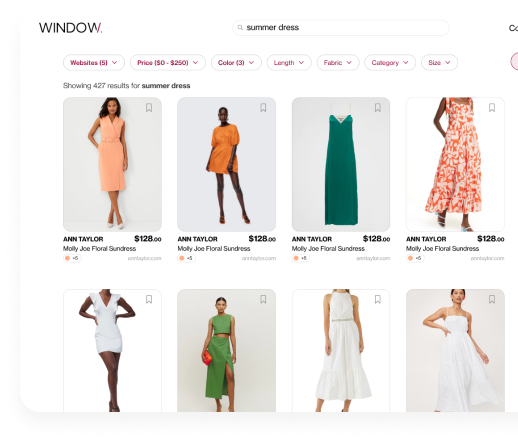 WINDOW.
summer dress
Co
Websites (5)
Price ($0 - $250)
Color (3)
Length
Fabric
Category
Size
Showing 427 results for summer dress
ANN TAYLOR $128.00
Molly Joe Floral Sundress
+5 anntaylor.com
ANN TAYLOR $128.00
Molly Joe Floral Sundress
+5 anntaylor.com
ANN TAYLOR $128.00
Molly Joe Floral Sundress
+5 anntaylor.com
ANN TAYLOR $128.00
Molly Joe Floral Sundress
+5 anntaylor.com